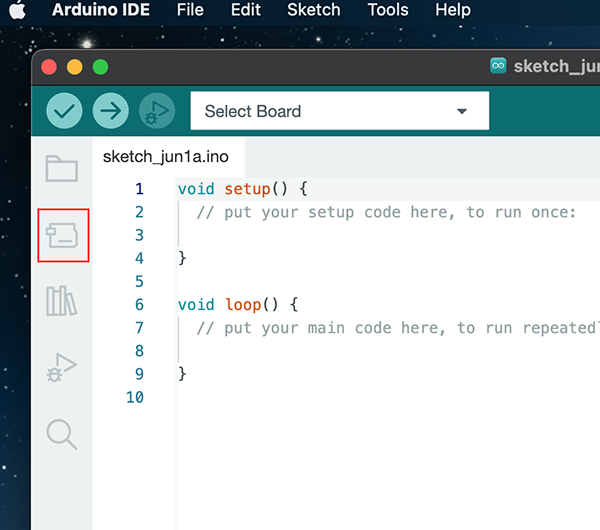 Arduino IDE File Edit Sketch Tools Help
sketch_jun
Select Board
sketch_jun1a.ino
1 void setup() {
2 // put your setup code here, to run once:
3
4 }
5
6 void loop() {
7 // put your main code here, to run repeatedl
8
9 }
10